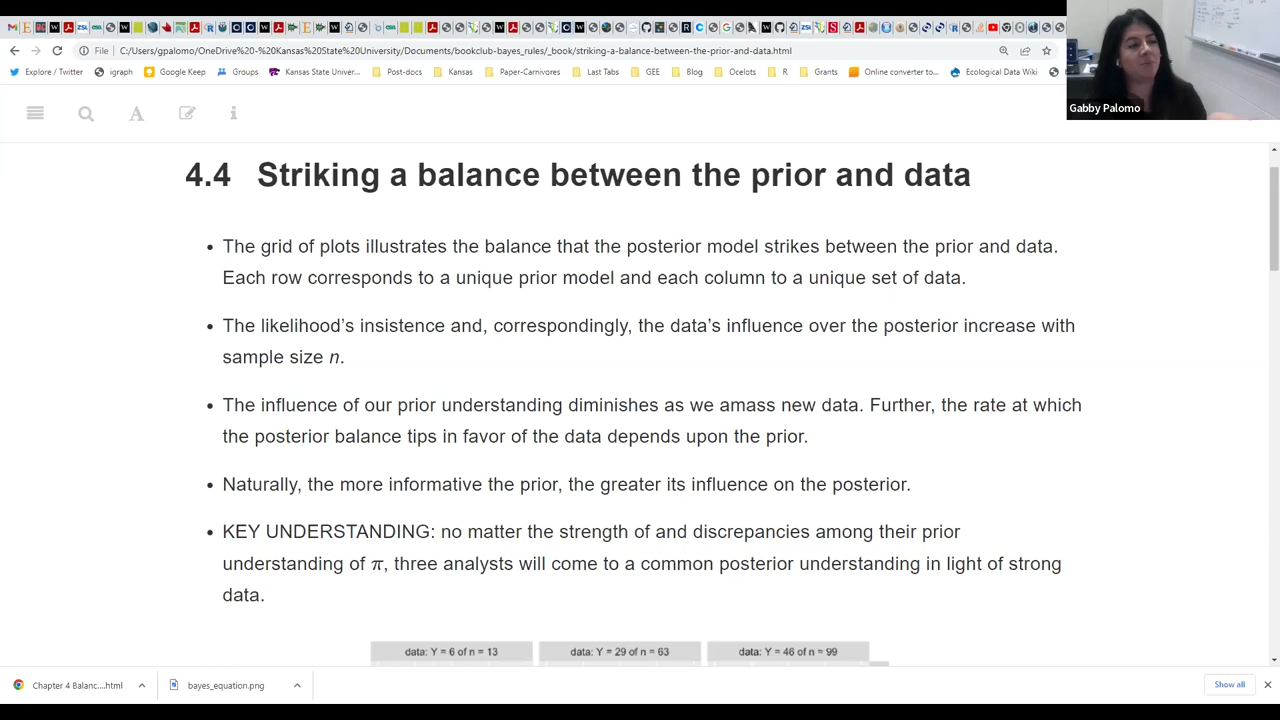 File
C:/Users/gpalomo/OneDrive%20-%20Kansas%20State%20University/Documents/bookclub-bayes_rules/_book/striking-a-balance-between-the-prior-and-data.html
Explore / Twitter
igraph
Google Keep
Groups
Kansas State Univer...
Post-docs
Kansas
Paper-Carnivores
Last Tabs
GEE
Blog
Ocelots
R
Grants
Online converter to...
Ecological Data Wiki
Gabby Palomo
4.4 Striking a balance between the prior and data
• The grid of plots illustrates the balance that the posterior model strikes between the prior and data.
Each row corresponds to a unique prior model and each column to a unique set of data.
• The likelihood’s insistence and, correspondingly, the data’s influence over the posterior increase with
sample size n.
• The influence of our prior understanding diminishes as we amass new data. Further, the rate at which
the posterior balance tips in favor of the data depends upon the prior.
• Naturally, the more informative the prior, the greater its influence on the posterior.
• KEY UNDERSTANDING: no matter the strength of and discrepancies among their prior
understanding of π, three analysts will come to a common posterior understanding in light of strong
data.
data: Y = 6 of n = 13
data: Y = 29 of n = 63
data: Y = 46 of n = 99
Chapter 4 Balanc....html
bayes_equation.png
Show all